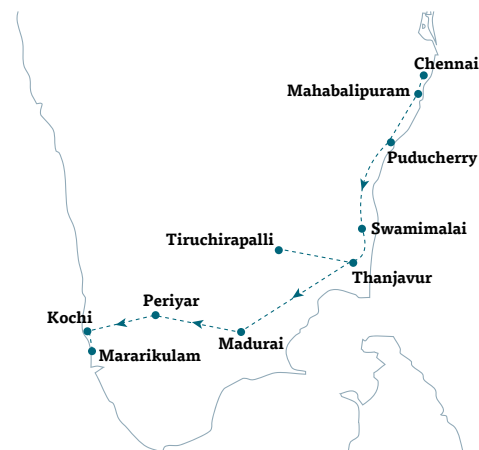 Chennai
Mahabalipuram
Puducherry
Swamimalai
Tiruchirapalli
Thanjavur
Periyar
Kochi
Madurai
Mararikulam